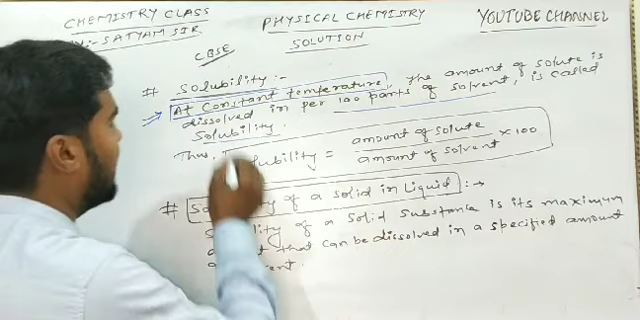 CHEMISTRY CLASS
PHYSICAL CHEMISTRY
YOUTUBE CHANNEL
SATYAM SIR
SOLUTION
CBSE
# Solubility :-
At Constant temperature, The amount of solute is
dissolved in per 100 parts of solvent, is called
Solubility.
Thus, Solubility = amount of solute / amount of solvent × 100
# of a solid in Liquid :→
of a solid substance is its maximum
that can be dissolved in a specified amount